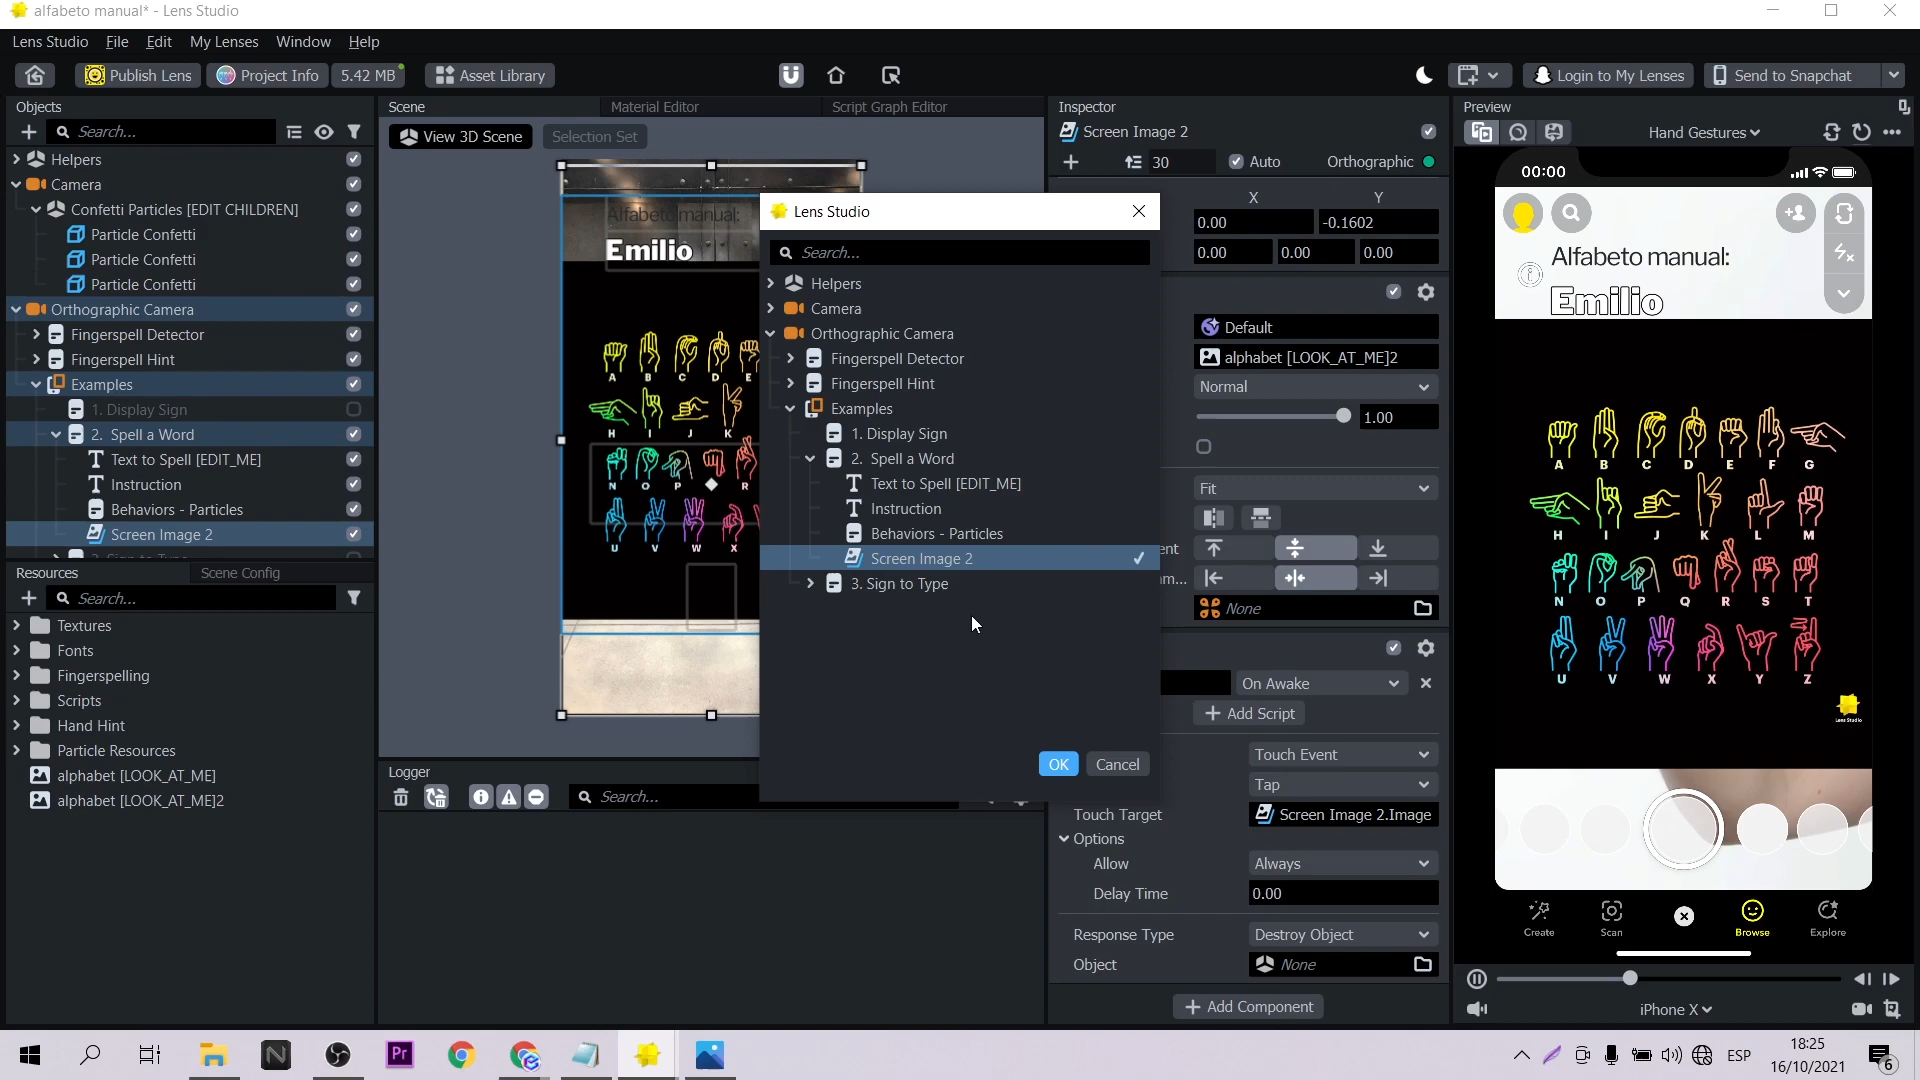 alfabeto manual* - Lens Studio
Lens Studio File Edit My Lenses Window Help
Publish Lens Project Info 5.42 MB Asset Library Login to My Lenses Send to Snapchat
Objects
Search...
Helpers
Camera
Confetti Particles [EDIT CHILDREN]
Particle Confetti
Particle Confetti
Particle Confetti
Orthographic Camera
Fingerspell Detector
Fingerspell Hint
Examples
1. Display Sign
2. Spell a Word
Text to Spell [EDIT_ME]
Instruction
Behaviors - Particles
Screen Image 2
Resources Scene Config
Search...
Textures
Fonts
Fingerspelling
Scripts
Hand Hint
Particle Resources
alphabet [LOOK_AT_ME]
alphabet [LOOK_AT_ME]2
Scene Material Editor Script Graph Editor
View 3D Scene Selection Set
Alfabeto manual:
Emilio
A B C D E
H I J K
N O P R
U V W X
Logger
Search...
Lens Studio
Search...
Helpers
Camera
Orthographic Camera
Fingerspell Detector
Fingerspell Hint
Examples
1. Display Sign
2. Spell a Word
Text to Spell [EDIT_ME]
Instruction
Behaviors - Particles
Screen Image 2
3. Sign to Type
OK Cancel
Inspector
Screen Image 2
30 Auto Orthographic
X Y
0.00 -0.1602
0.00 0.00 0.00
Default
alphabet [LOOK_AT_ME]2
Normal
1.00
Fit
None
On Awake
Add Script
Touch Event
Tap
Touch Target Screen Image 2.Image
Options
Allow Always
Delay Time 0.00
Response Type Destroy Object
Object None
Add Component
Preview
Hand Gestures
00:00
Alfabeto manual:
Emilio
A B C D E F G
H I J K L M
N O P Q R S T
U V W X Y Z
Lens Studio
Create Scan Browse Explore
iPhone X
Pr N ESP
18:25
16/10/2021
6